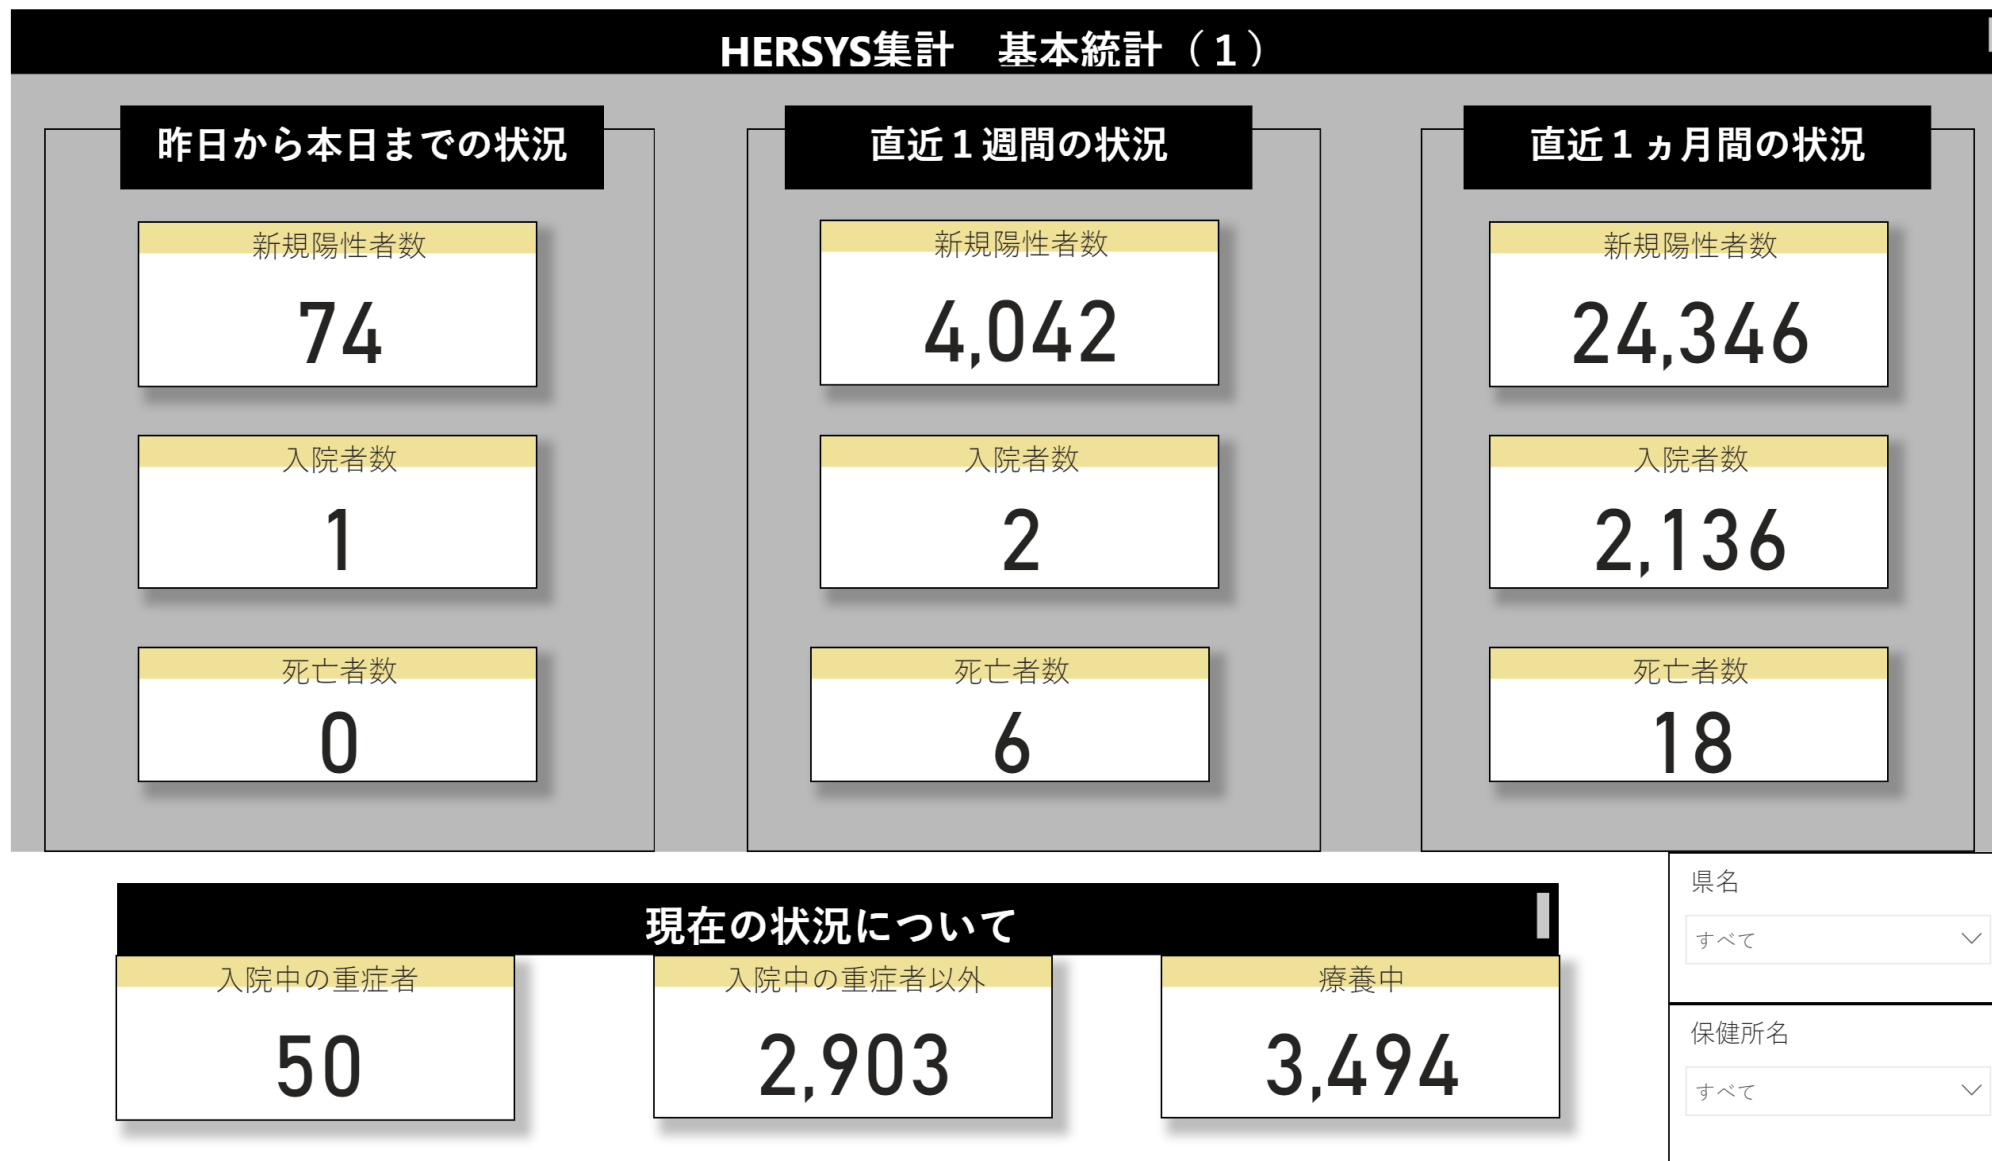 HERSYS集計　基本統計（１）
昨日から本日までの状況
新規陽性者数
74
入院者数
1
死亡者数
0
直近１週間の状況
新規陽性者数
4,042
入院者数
2
死亡者数
6
直近１ヵ月間の状況
新規陽性者数
24,346
入院者数
2,136
死亡者数
18
現在の状況について
入院中の重症者
50
入院中の重症者以外
2,903
療養中
3,494
県名
すべて
保健所名
すべて